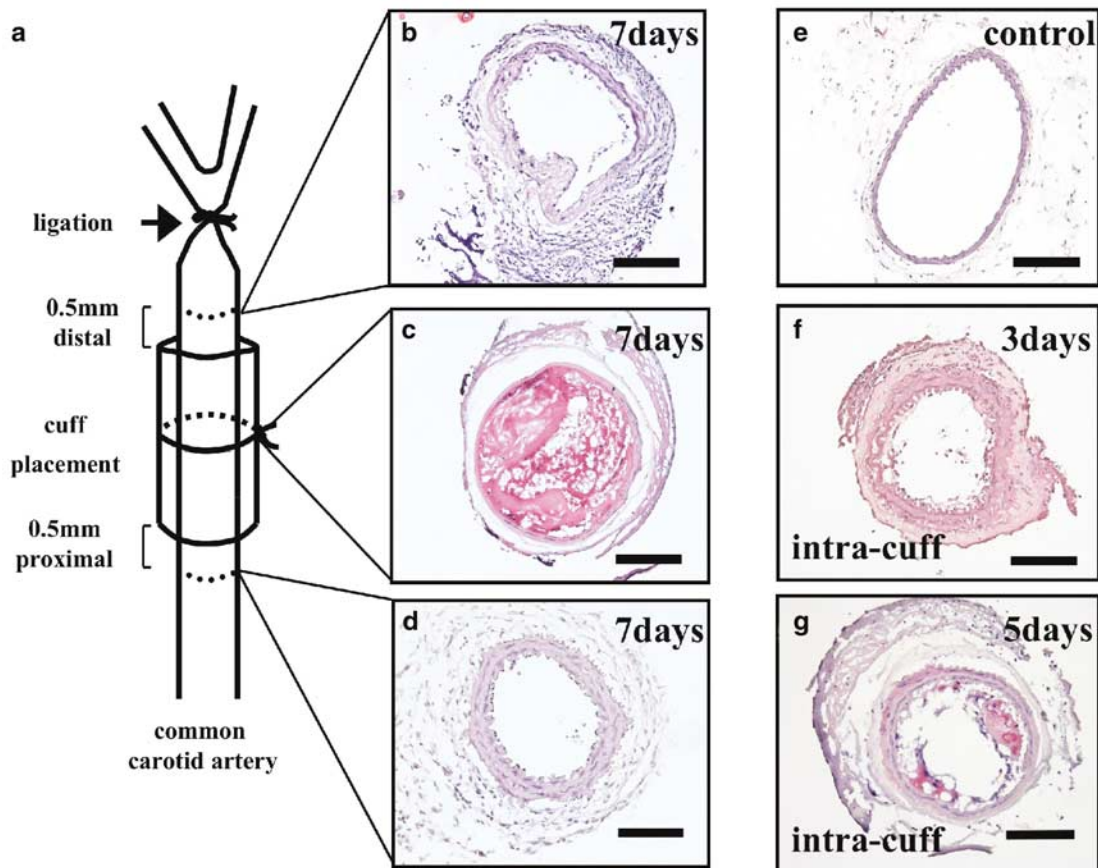 a
ligation
0.5mm
distal
cuff
placement
0.5mm
proximal
common
carotid artery
b
7days
c
7days
d
7days
e
control
f
3days
intra-cuff
g
5days
intra-cuff